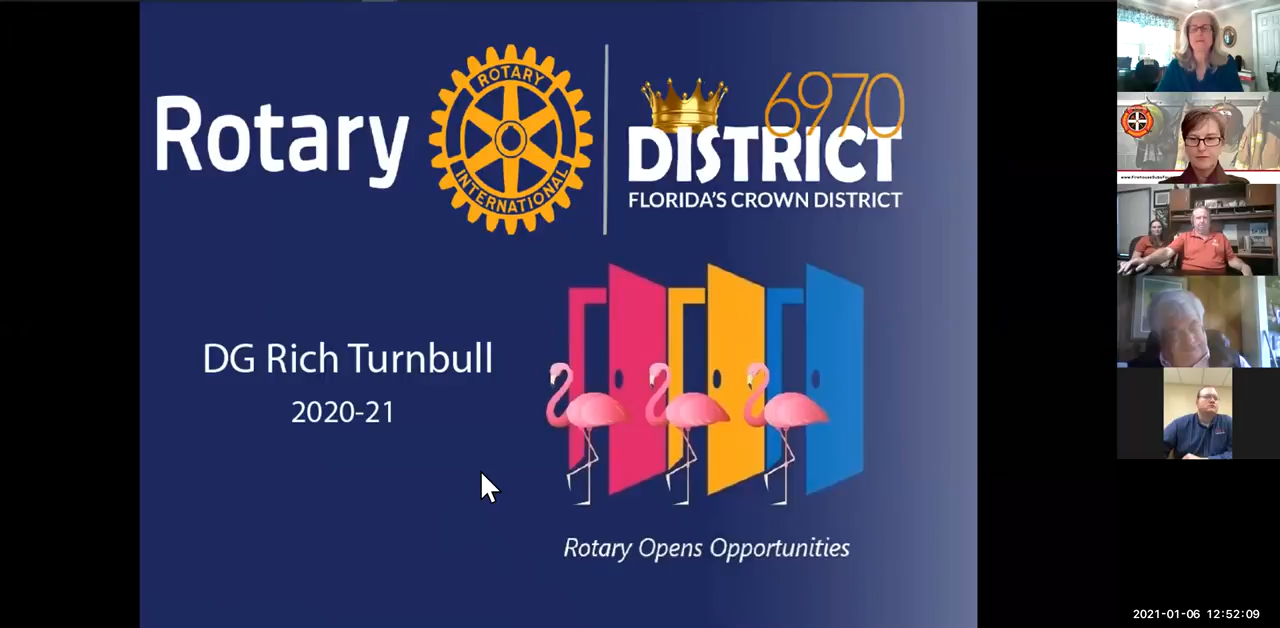 Rotary
ROTARY
INTERNATIONAL
6970
DISTRICT
FLORIDA'S CROWN DISTRICT
DG Rich Turnbull
2020-21
Rotary Opens Opportunities
2021-01-06 12:52:09